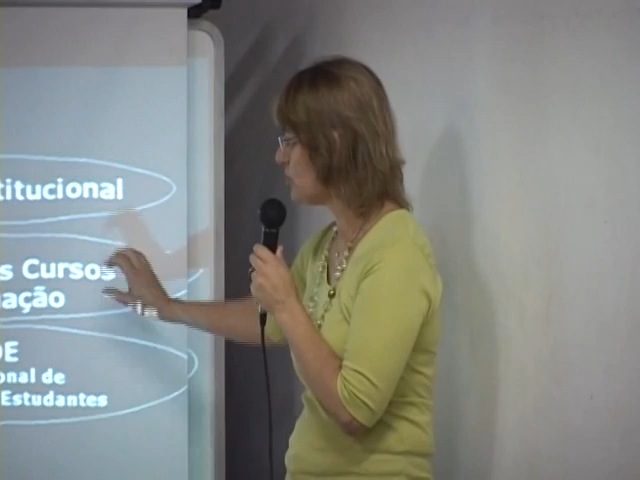 titucional
s Cursos
ação
DE
onal de
Estudantes